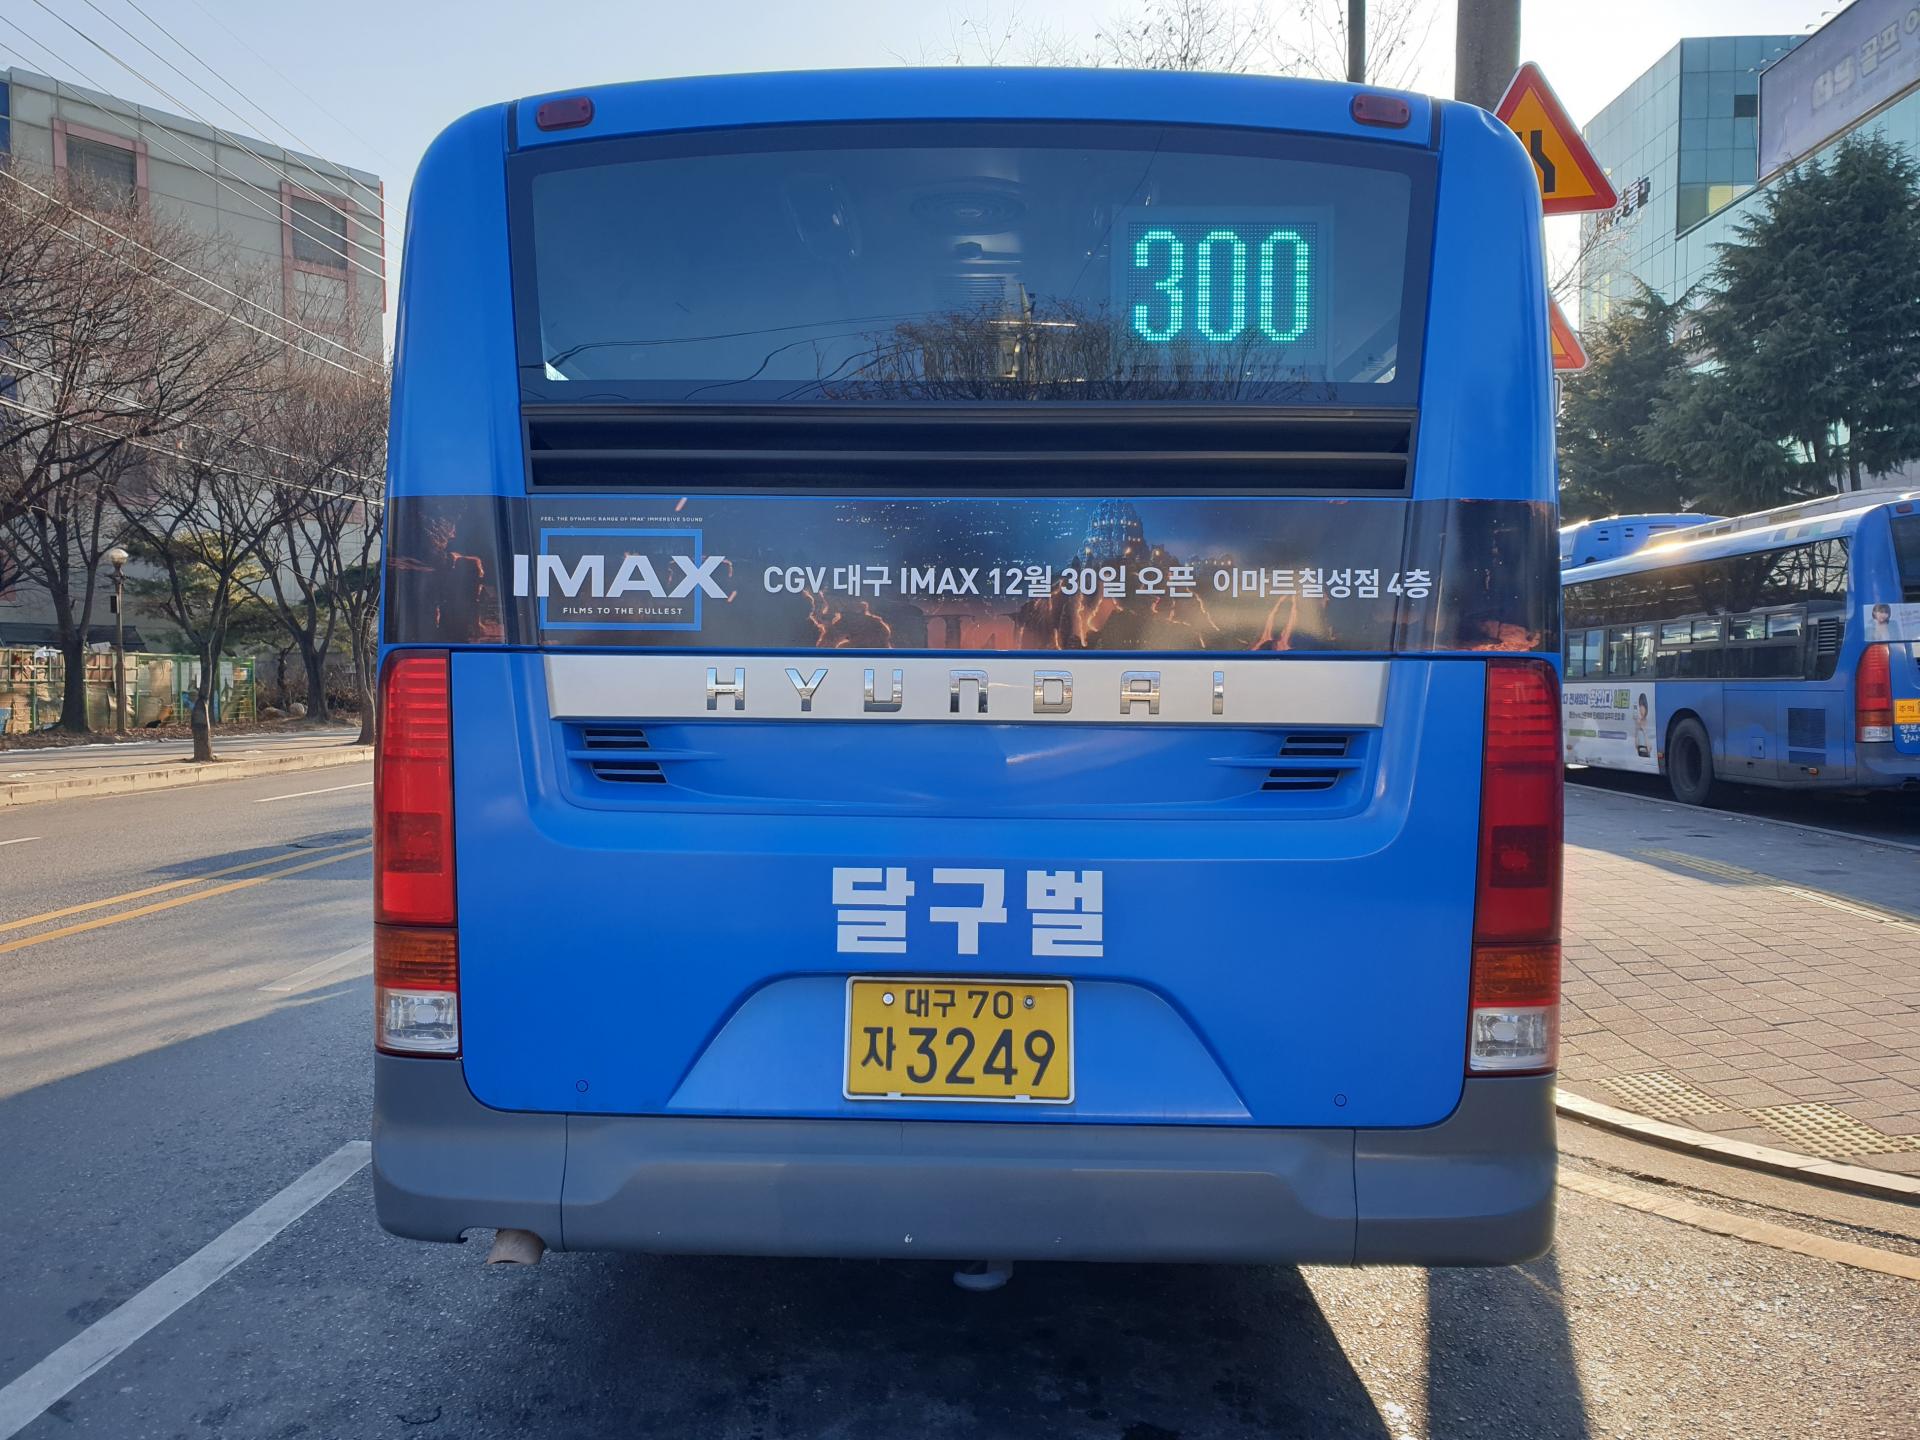 300
FEEL THE DYNAMIC RANGE OF IMAX® IMMERSIVE SOUND
IMAX
FILMS TO THE FULLEST
CGV 대구 IMAX 12월 30일 오픈 이마트칠성점 4층
HYUNDAI
달구벌
대구 70
자 3249
주의